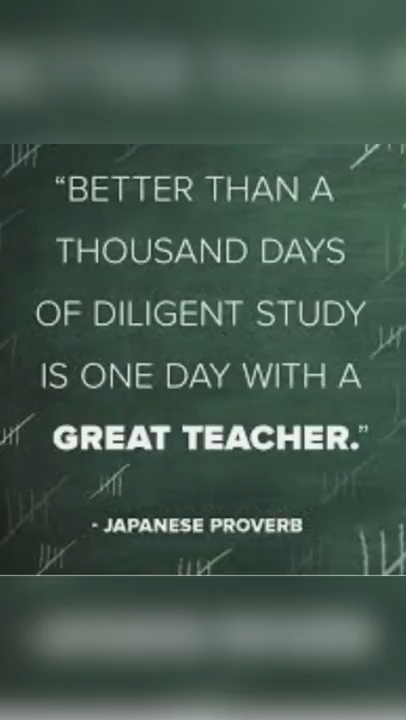 “BETTER THAN A
THOUSAND DAYS
OF DILIGENT STUDY
IS ONE DAY WITH A
GREAT TEACHER.”
- JAPANESE PROVERB